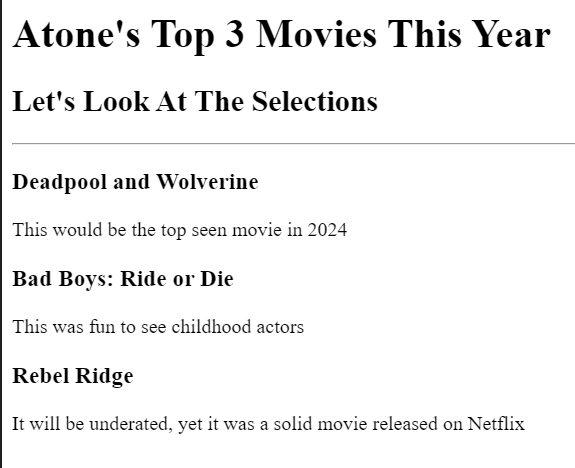 Atone's Top 3 Movies This Year
Let's Look At The Selections
Deadpool and Wolverine
This would be the top seen movie in 2024
Bad Boys: Ride or Die
This was fun to see childhood actors
Rebel Ridge
It will be underated, yet it was a solid movie released on Netflix